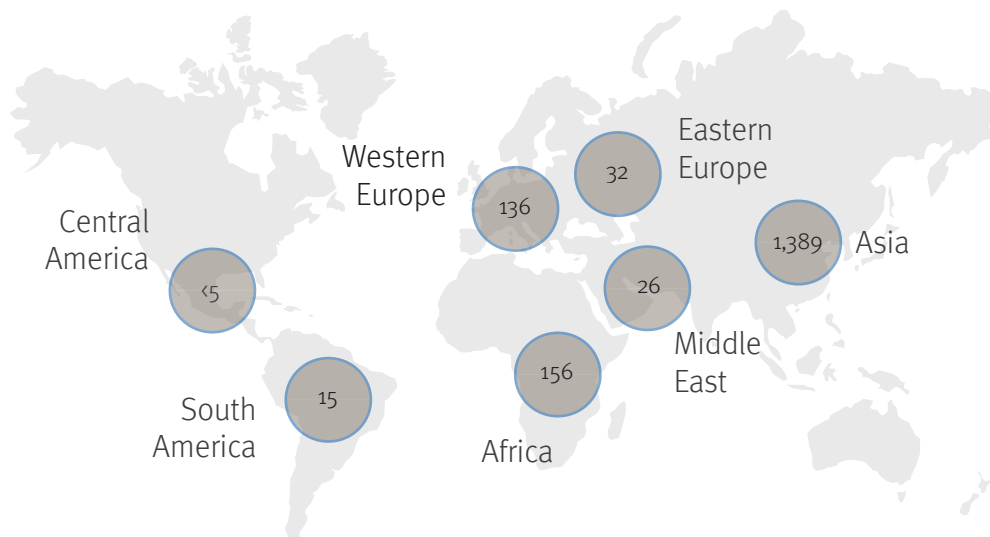 Western
Europe
136
Eastern
Europe
32
Central
America
<5
1,389
Asia
26
Middle
East
156
Africa
15
South
America